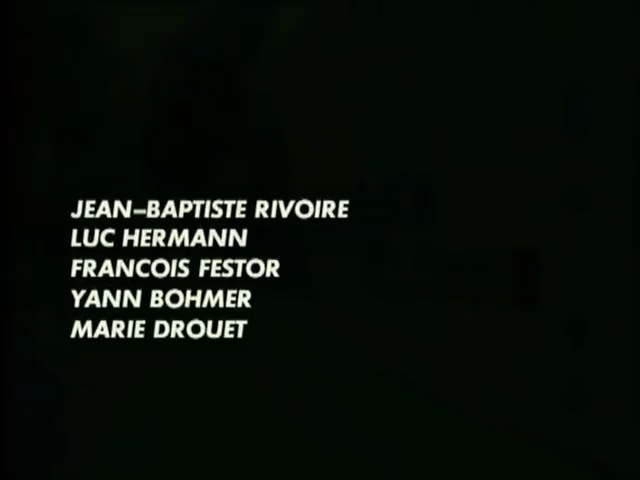 JEAN-BAPTISTE RIVOIRE
LUC HERMANN
FRANCOIS FESTOR
YANN BOHMER
MARIE DROUET